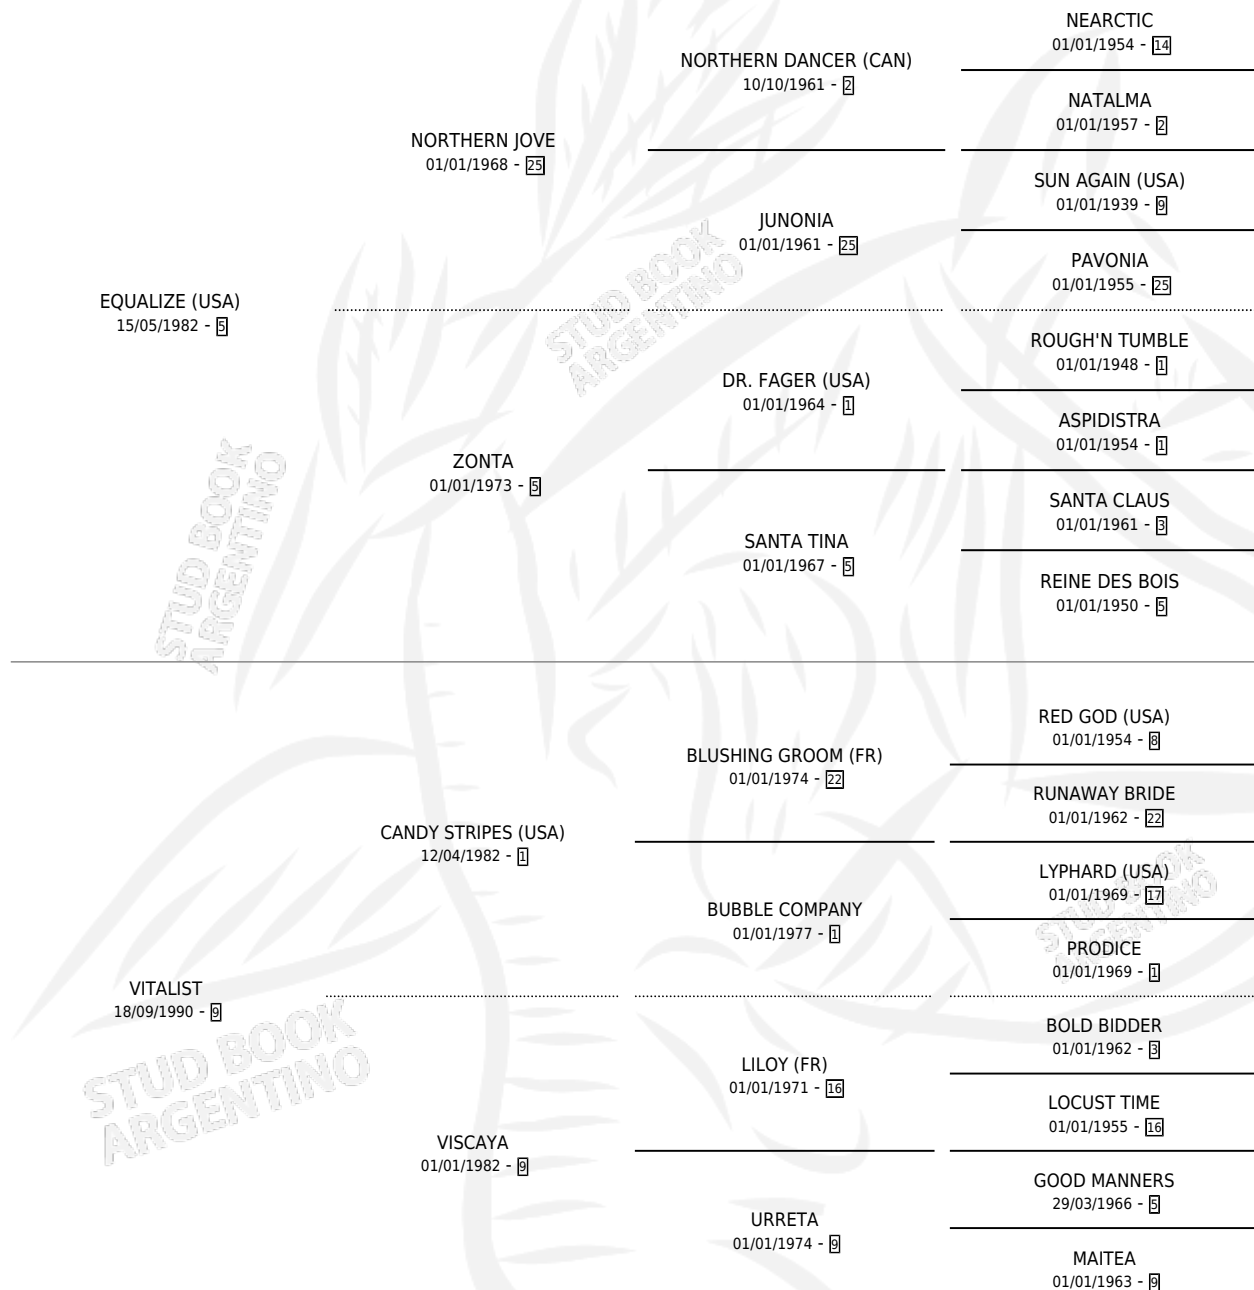 NEARCTIC
01/01/1954 - 14
NORTHERN DANCER (CAN)
10/10/1961 - 2
NATALMA
01/01/1957 - 2
NORTHERN JOVE
01/01/1968 - 25
SUN AGAIN (USA)
01/01/1939 - 9
JUNONIA
01/01/1961 - 25
PAVONIA
01/01/1955 - 25
EQUALIZE (USA)
15/05/1982 - 5
STUD BOOK
ARGENTINO
ROUGH'N TUMBLE
01/01/1948 - 1
DR. FAGER (USA)
01/01/1964 - 1
ASPIDISTRA
01/01/1954 - 1
ZONTA
01/01/1973 - 5
SANTA CLAUS
01/01/1961 - 3
SANTA TINA
01/01/1967 - 5
REINE DES BOIS
01/01/1950 - 5
STUD BOOK
ARGENTINO
RED GOD (USA)
01/01/1954 - 8
BLUSHING GROOM (FR)
01/01/1974 - 22
RUNAWAY BRIDE
01/01/1962 - 22
CANDY STRIPES (USA)
12/04/1982 - 1
LYPHARD (USA)
01/01/1969 - 17
BUBBLE COMPANY
01/01/1977 - 1
STUD BOOK
ARGENTINO
PRODICE
01/01/1969 - 1
VITALIST
18/09/1990 - 9
BOLD BIDDER
01/01/1962 - 3
STUD BOOK
ARGENTINO
LILOY (FR)
01/01/1971 - 16
LOCUST TIME
01/01/1955 - 16
VISCAYA
01/01/1982 - 9
GOOD MANNERS
29/03/1966 - 5
URRETA
01/01/1974 - 9
MAITEA
01/01/1963 - 9